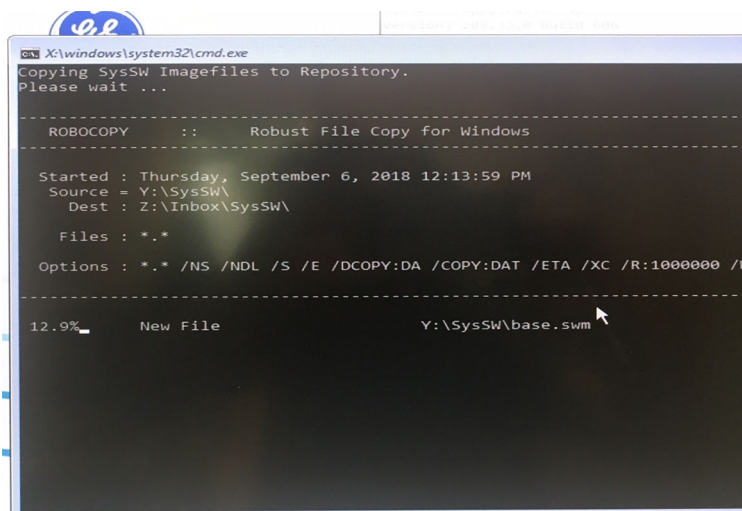 X:\windows\system32\cmd.exe
Copying SysSW Imagefiles to Repository.
Please wait ...
-------------------------------------------------------------------------------
ROBOCOPY :: Robust File Copy for Windows
-------------------------------------------------------------------------------
Started : Thursday, September 6, 2018 12:13:59 PM
Source = Y:\SysSW\
Dest : Z:\Inbox\SysSW\
Files : *.*
Options : *.* /NS /NDL /S /E /DCOPY:DA /COPY:DAT /ETA /XC /R:1000000
-------------------------------------------------------------------------------
12.9% New File Y:\SysSW\base.swm